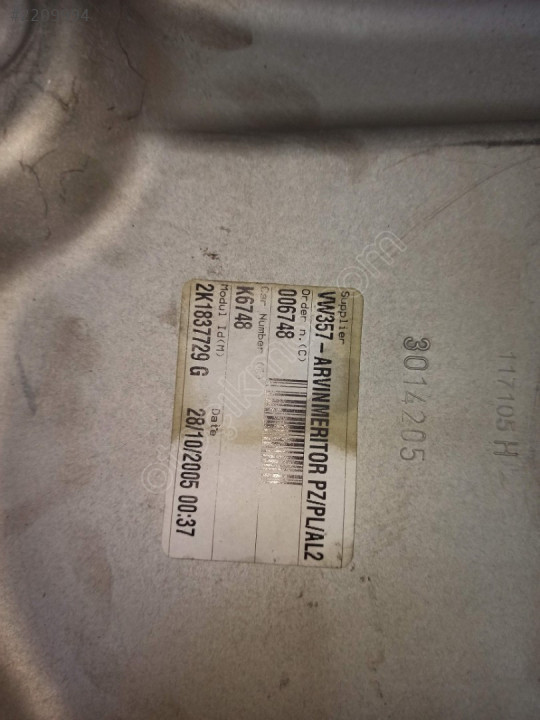 Supplier
VW357-ARVINMERITOR PZ/PL/AL2
Order n.(C)
006748
Car Number
K6748
Modul Id(M)
Date
2K1837729 G
28/10/2005 00:37
3014205
117105 H